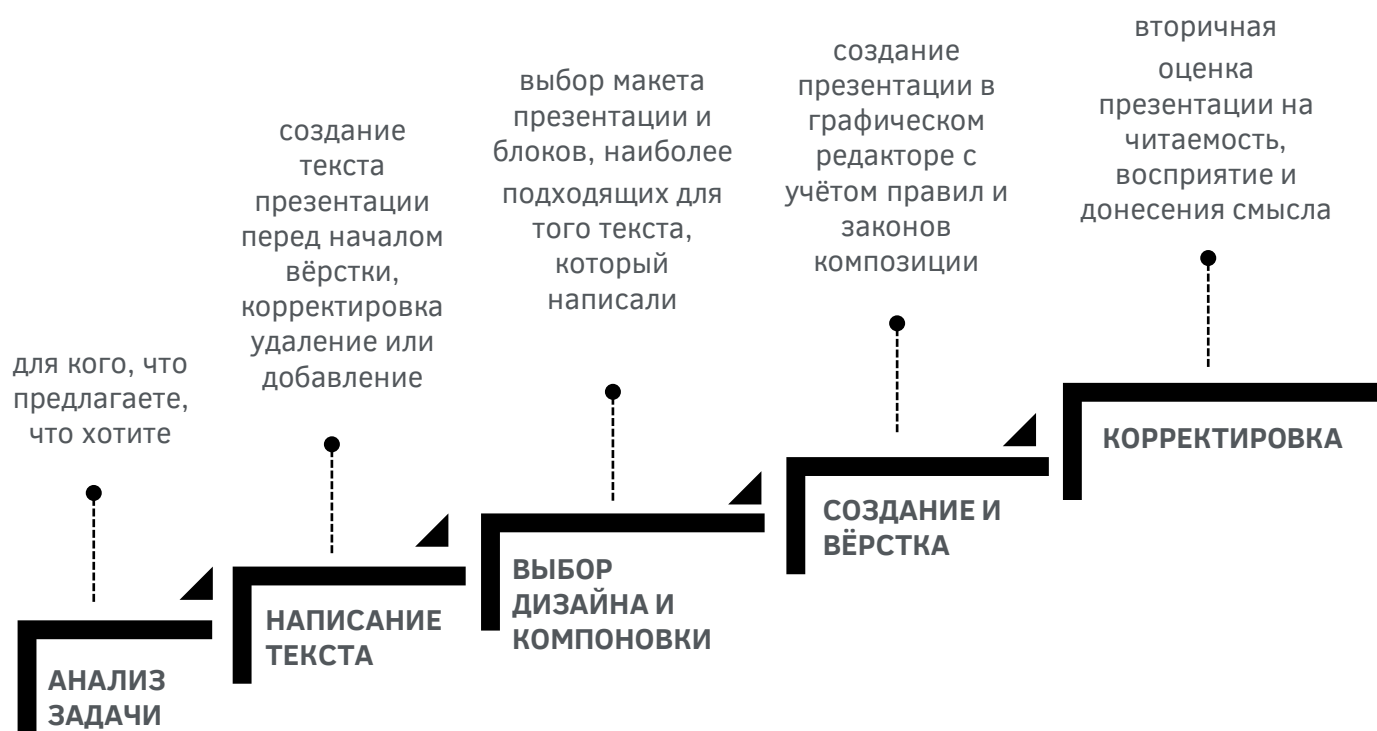 для кого, что
предлагаете,
что хотите
АНАЛИЗ
ЗАДАЧИ
создание
текста
презентации
перед началом
вёрстки,
корректировка
удаление или
добавление
НАПИСАНИЕ
ТЕКСТА
выбор макета
презентации и
блоков, наиболее
подходящих для
того текста,
который
написали
ВЫБОР
ДИЗАЙНА И
КОМПОНОВКИ
создание
презентации в
графическом
редакторе с
учётом правил и
законов
композиции
СОЗДАНИЕ И
ВЁРСТКА
вторичная
оценка
презентации на
читаемость,
восприятие и
донесения смысла
КОРРЕКТИРОВКА